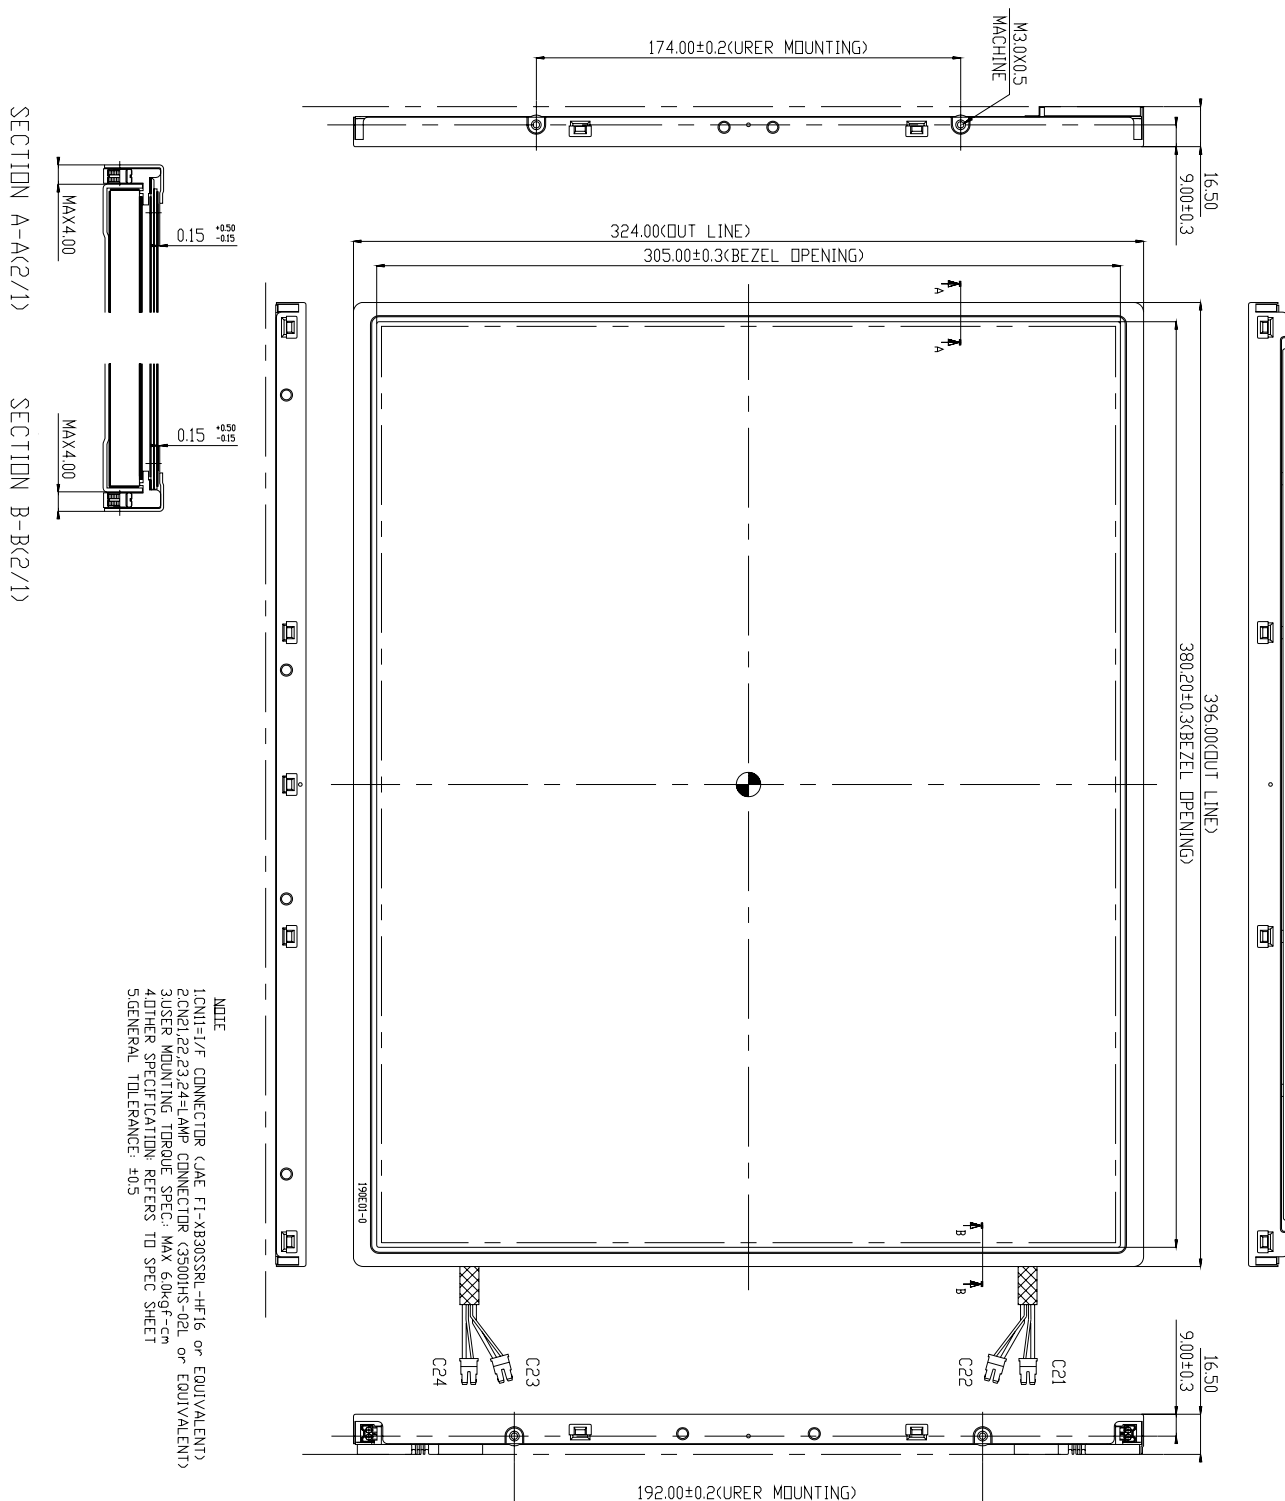 174.00±0.2(URER MOUNTING)
M3.0X0.5
MACHINE
16.50
9.00±0.3
324.00(OUT LINE)
305.00±0.3(BEZEL OPENING)
A
A
396.00(OUT LINE)
380.20±0.3(BEZEL OPENING)
SECTION A-A(2/1)
MAX4.00
0.15 +0.50 -0.15
SECTION B-B(2/1)
MAX4.00
0.15 +0.50 -0.15
NOTE
1.CN11=I/F CONNECTOR (JAE FI-XB30SSRL-HF16 or EQUIVALENT)
2.CN21,22,23,24=LAMP CONNECTOR (35001HS-02L or EQUIVALENT)
3.USER MOUNTING TORQUE SPEC.: MAX 6.0kgf-cm
4.OTHER SPECIFICATION: REFERS TO SPEC SHEET
5.GENERAL TOLERANCE: ±0.5
190E01-0
B
B
C24
C23
C22
C21
16.50
9.00±0.3
192.00±0.2(URER MOUNTING)